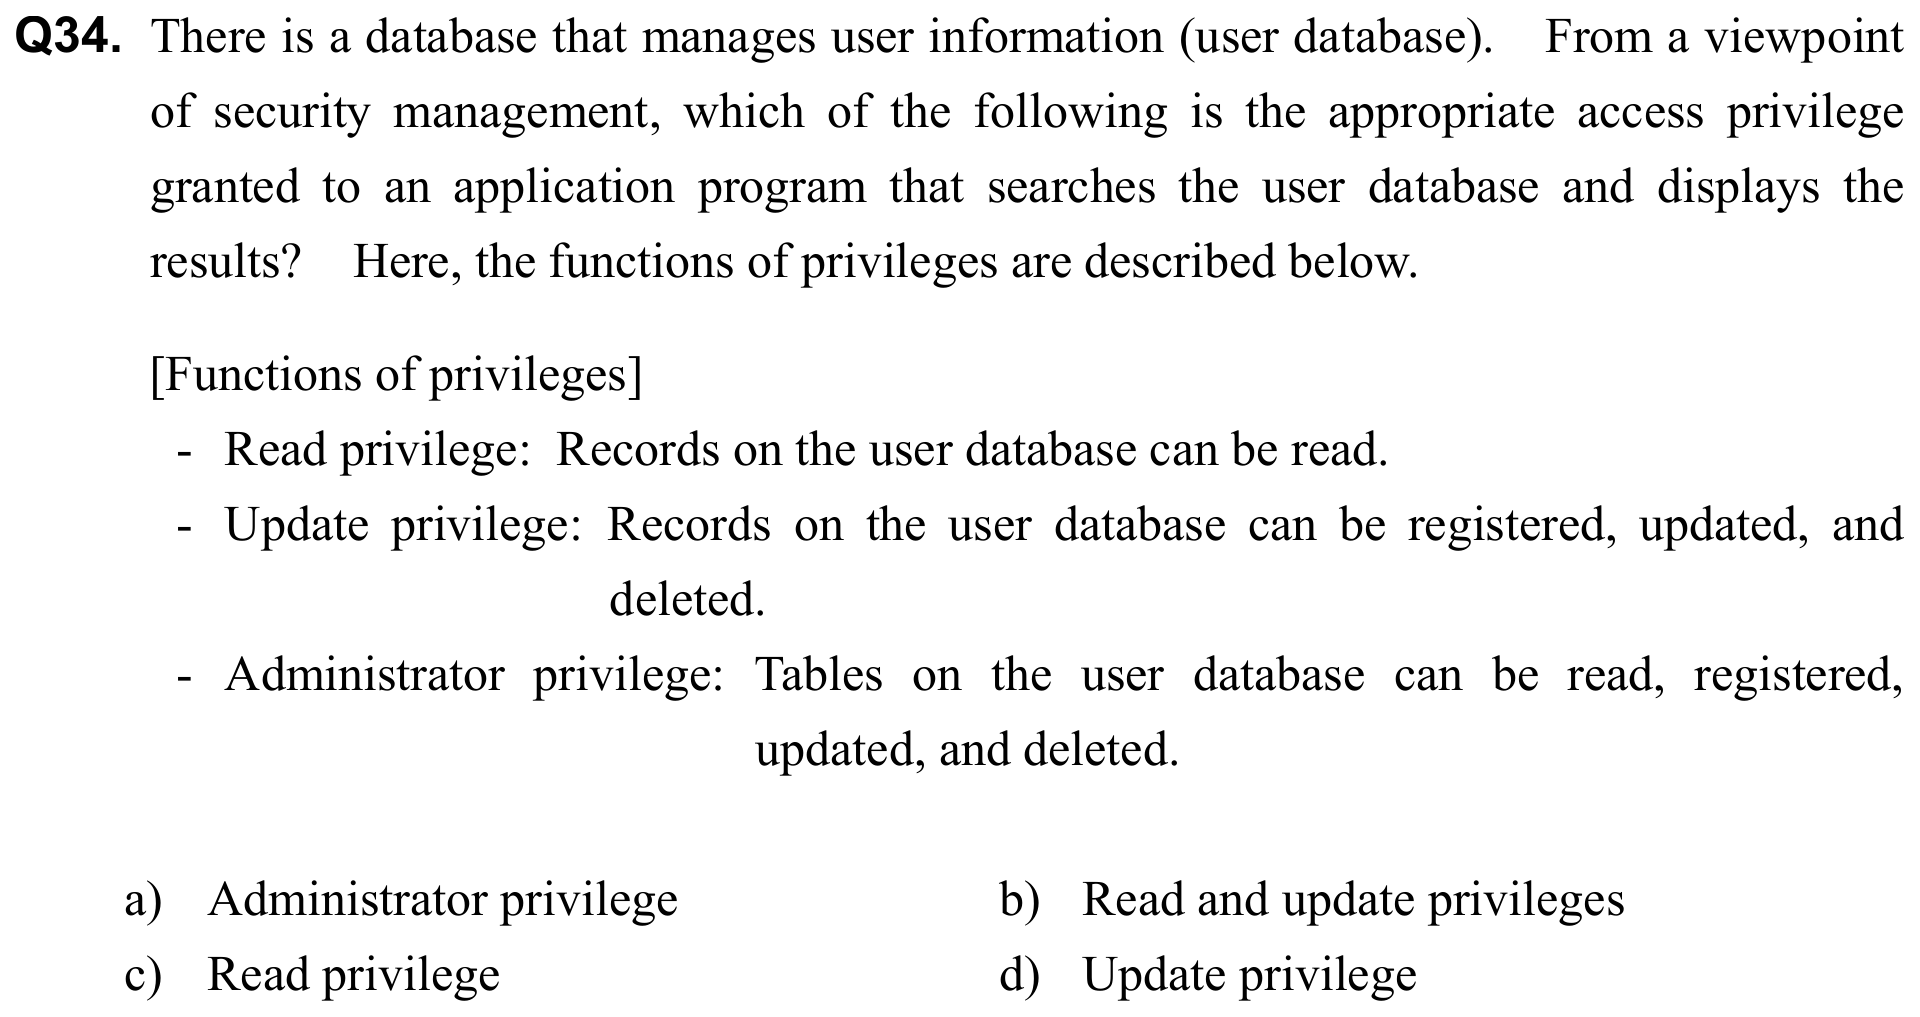 Q34. There is a database that manages user information (user database). From a viewpoint
of security management, which of the following is the appropriate access privilege
granted to an application program that searches the user database and displays the
results? Here, the functions of privileges are described below.
[Functions of privileges]
- Read privilege: Records on the user database can be read.
- Update privilege: Records on the user database can be registered, updated, and
deleted.
- Administrator privilege: Tables on the user database can be read, registered,
updated, and deleted.
a) Administrator privilege b) Read and update privileges
c) Read privilege d) Update privilege